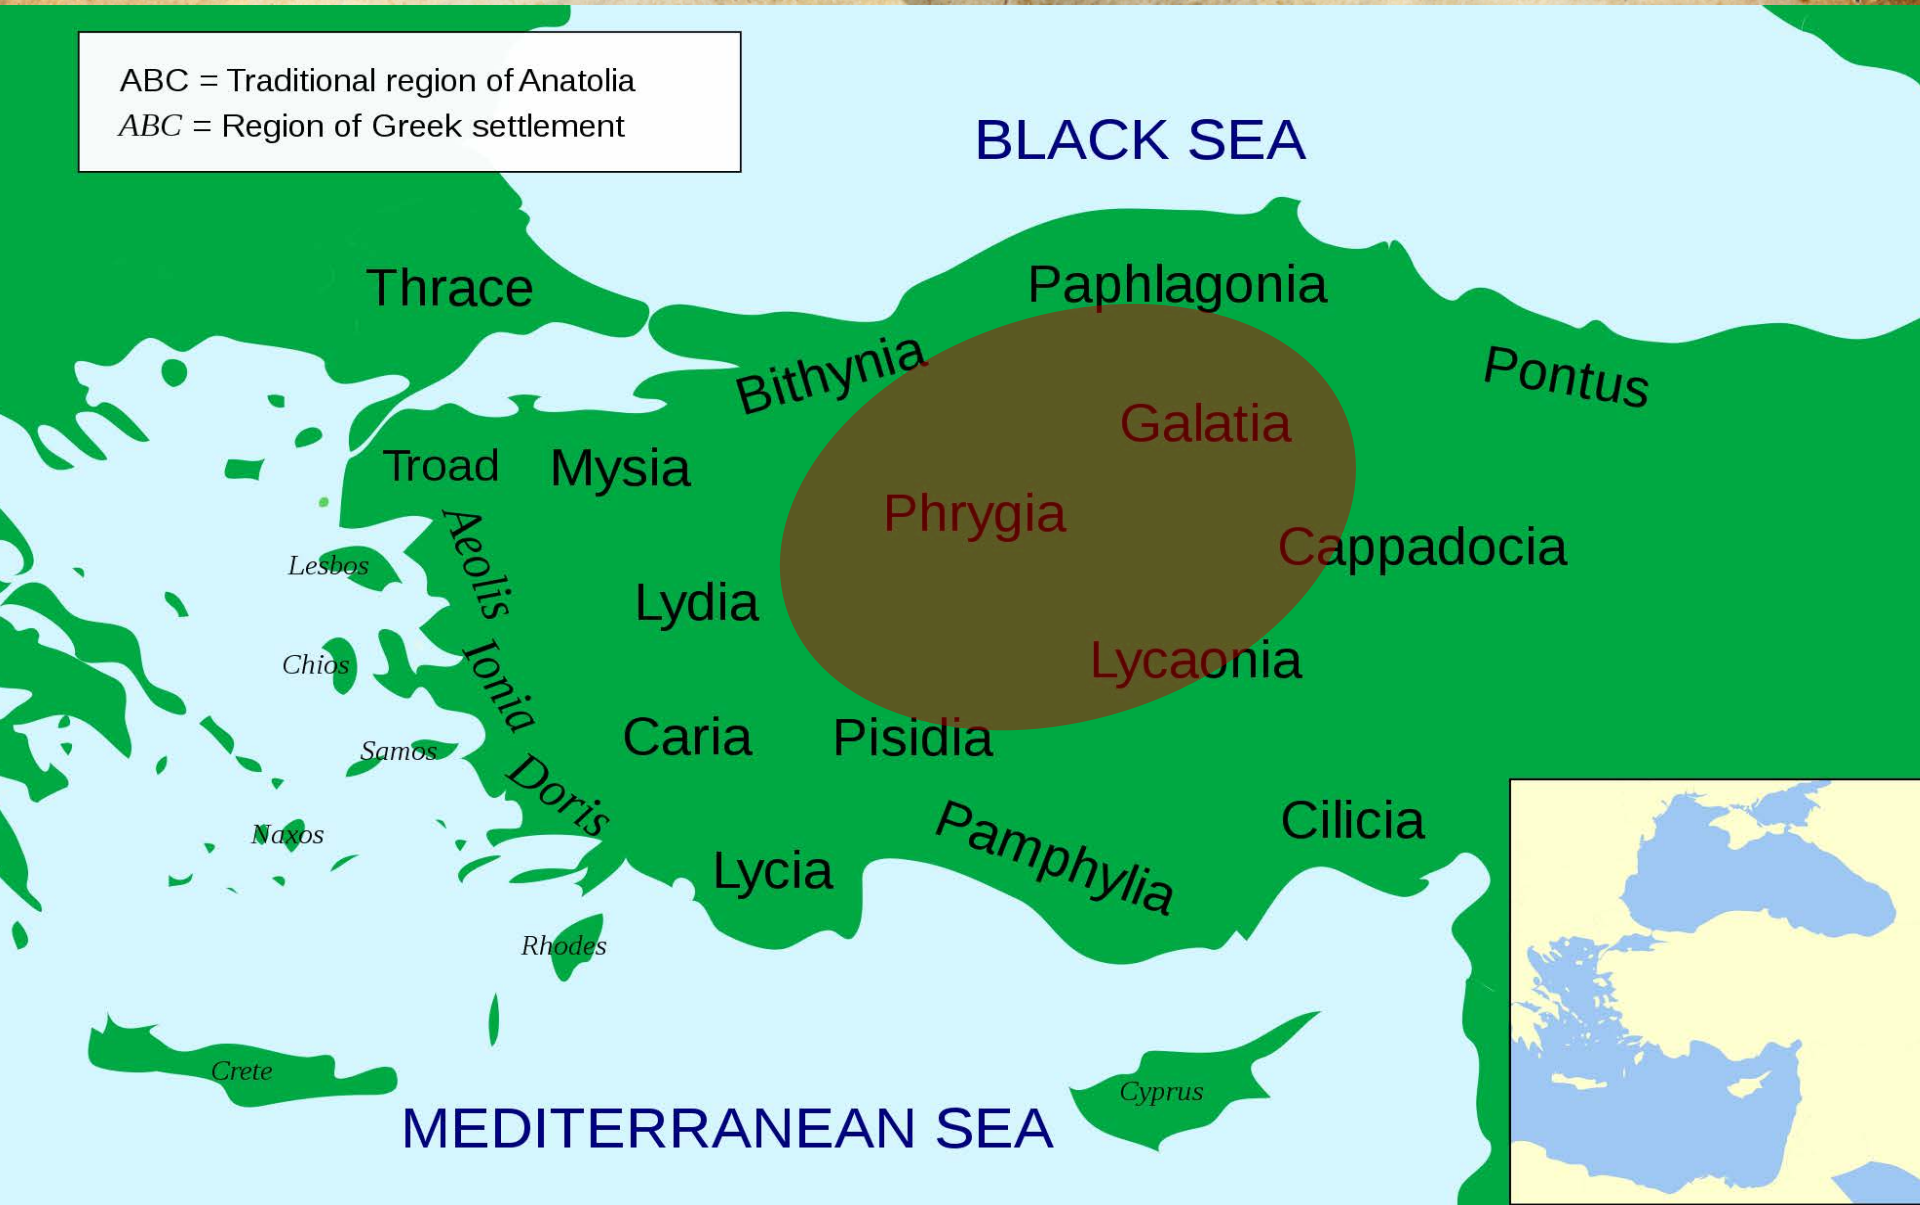 ABC = Traditional region of Anatolia
ABC = Region of Greek settlement
BLACK SEA
Thrace
Paphlagonia
Bithynia
Pontus
Galatia
Troad
Mysia
Phrygia
Cappadocia
Aeolis
Lesbos
Lydia
Ionia
Chios
Lycaonia
Caria
Pisidia
Samos
Doris
Naxos
Pamphylia
Cilicia
Lycia
Rhodes
Crete
Cyprus
MEDITERRANEAN SEA